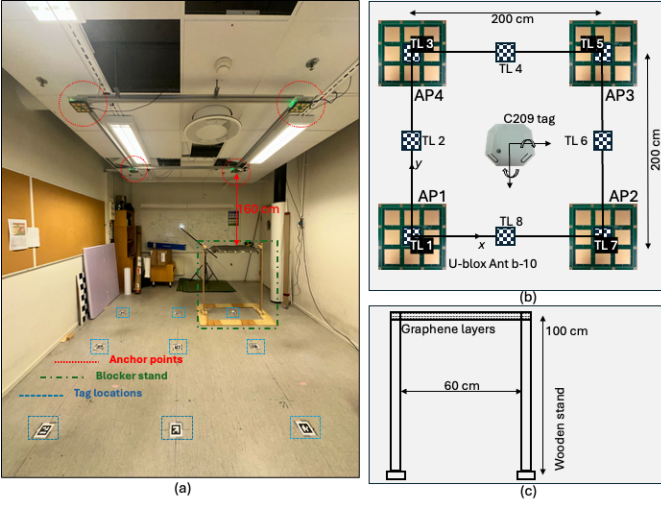 160 cm
Anchor points
Blocker stand
Tag locations
(a)
200 cm
TL 3
TL 4
TL 5
AP4
AP3
C209 tag
TL 2
TL 6
200 cm
y
AP1
AP2
TL 8
TL 1
x
TL 7
U-blox Ant b-10
(b)
Graphene layers
100 cm
60 cm
Wooden stand
(c)